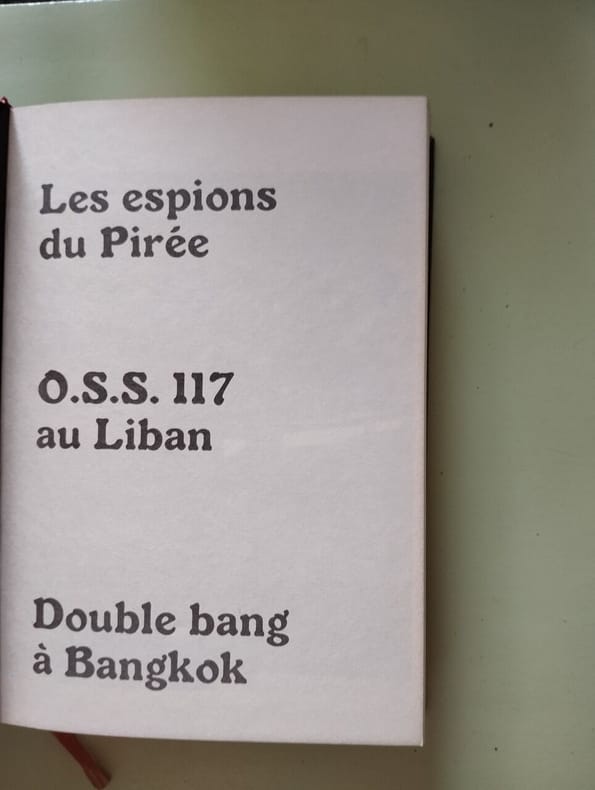 Les espions
du Pirée
O.S.S. 117
au Liban
Double bang
à Bangkok